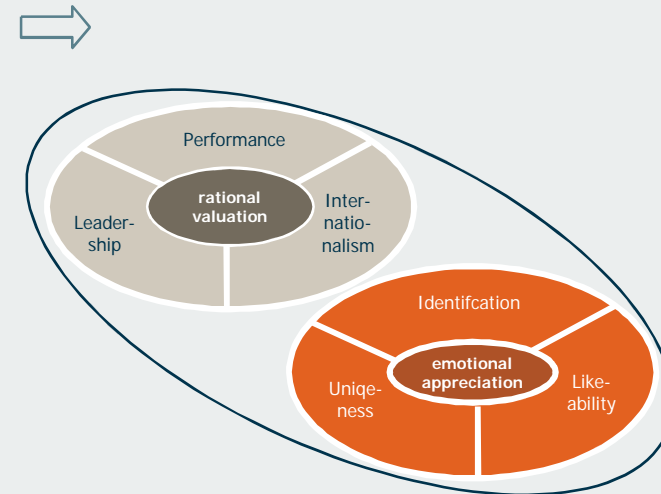 Performance
rational
valuation
Leader-
ship
Inter-
natio-
nalism
Identifcation
emotional
appreciation
Uniqe-
ness
Like-
ability